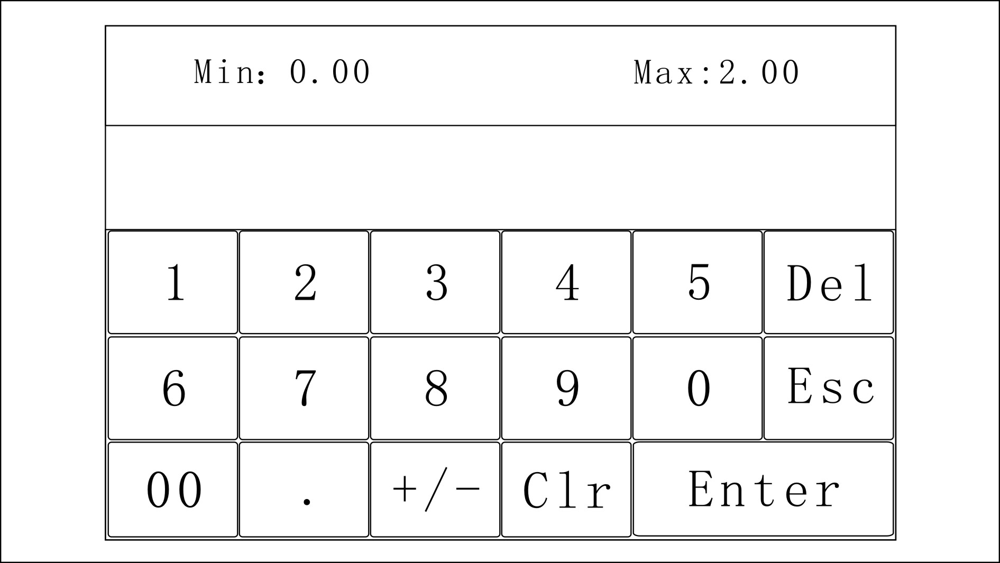 Min: 0.00 Max:2.00
1 2 3 4 5 Del
6 7 8 9 0 Esc
00 . +/- Clr Enter